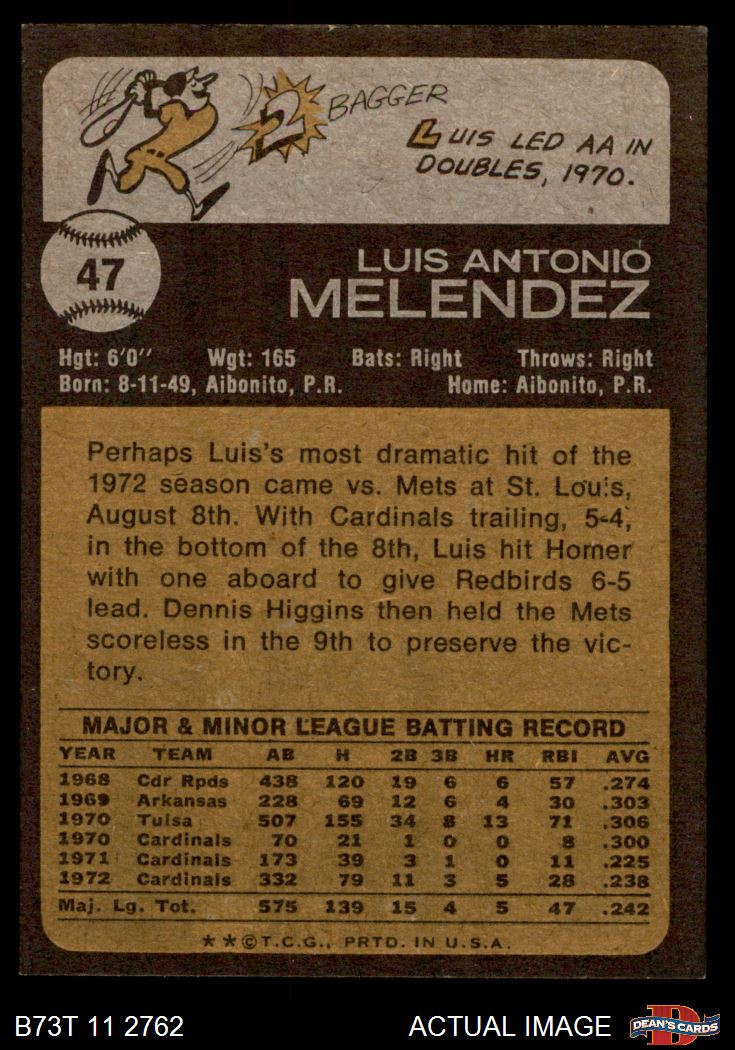 2 BAGGER
LUIS LED AA IN
DOUBLES, 1970.
47
LUIS ANTONIO
MELENDEZ
Hgt: 6'0" Wgt: 165 Bats: Right Throws: Right
Born: 8-11-49, Aibonito, P.R. Home: Aibonito, P.R.
Perhaps Luis's most dramatic hit of the
1972 season came vs. Mets at St. Louis,
August 8th. With Cardinals trailing, 5-4,
in the bottom of the 8th, Luis hit Homer
with one aboard to give Redbirds 6-5
lead. Dennis Higgins then held the Mets
scoreless in the 9th to preserve the vic-
tory.
MAJOR & MINOR LEAGUE BATTING RECORD
YEAR TEAM AB H 2B 3B HR RBI AVG
1968 Cdr Rpds 438 120 19 6 6 57 .274
1969 Arkansas 228 69 12 6 4 30 .303
1970 Tulsa 507 155 34 8 13 71 .306
1970 Cardinals 70 21 1 0 0 8 .300
1971 Cardinals 173 39 3 1 0 11 .225
1972 Cardinals 332 79 11 3 5 28 .238
Maj. Lg. Tot. 575 139 15 4 5 47 .242
**©T.C.G., PRTD. IN U.S.A.
B73T 11 2762 ACTUAL IMAGE DEAN'S CARDS